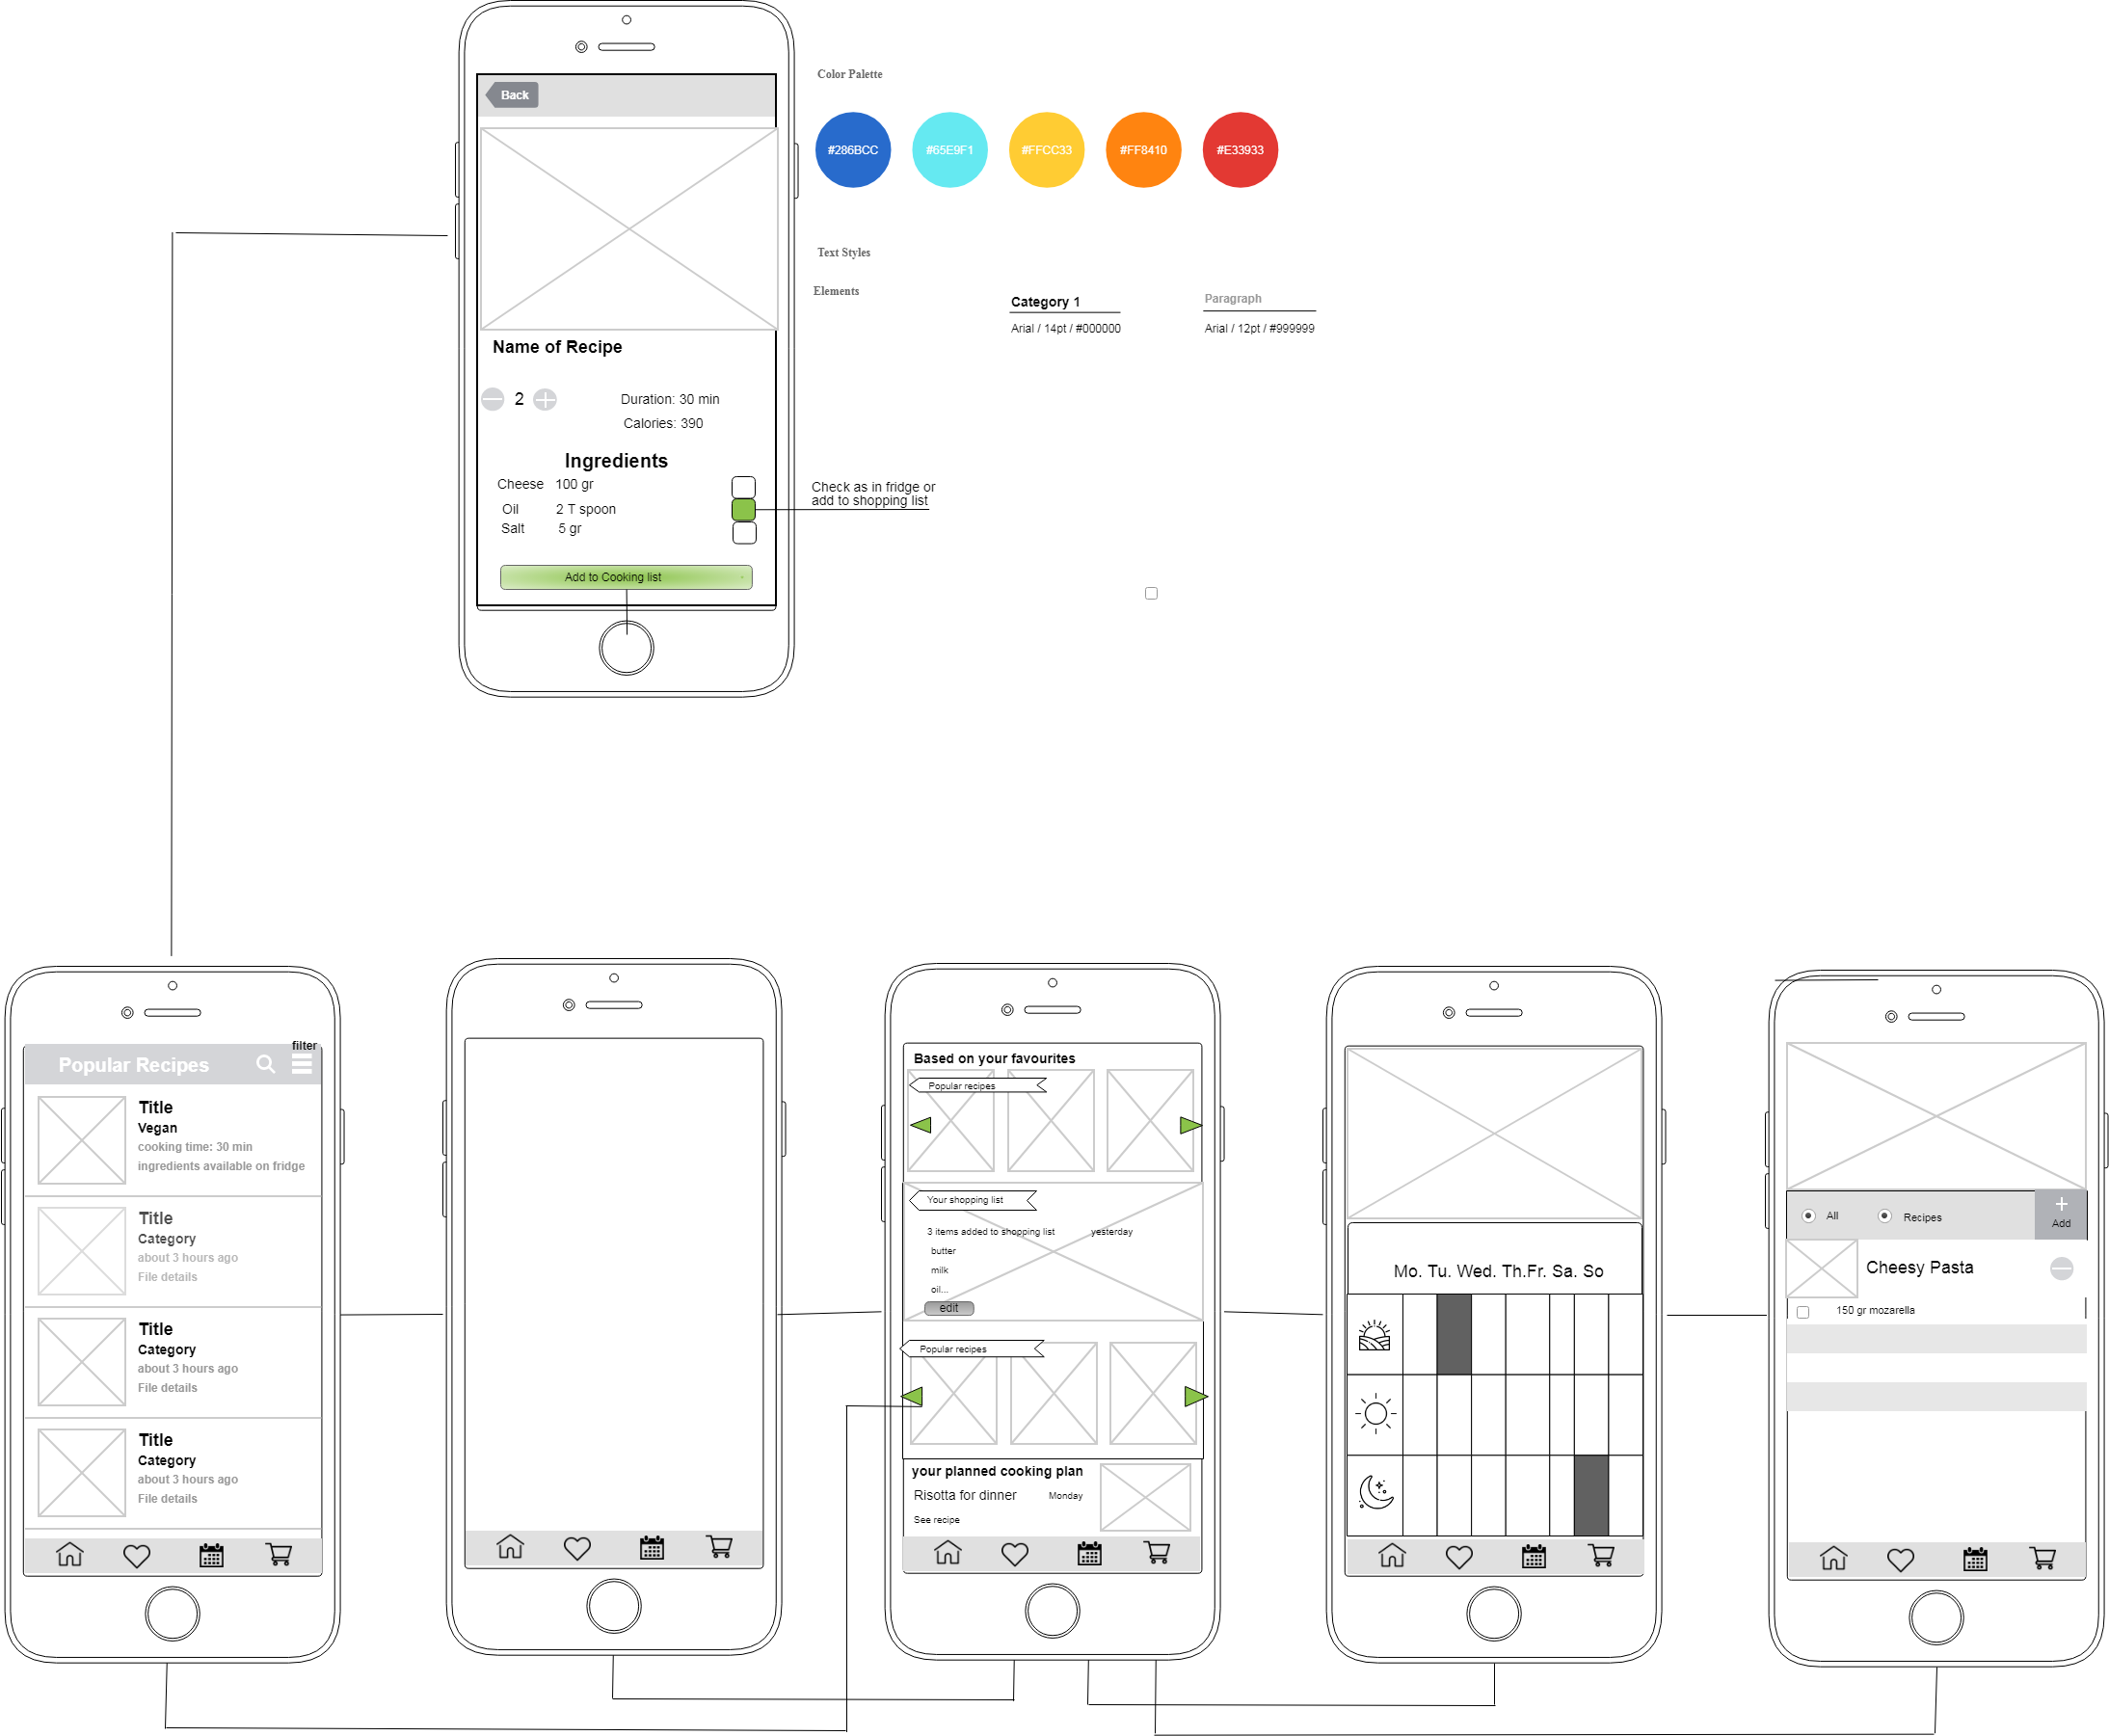 Back
Name of Recipe
2
Duration: 30 min
Calories: 390
Ingredients
Cheese 100 gr
Oil 2 T spoon
Salt 5 gr
Add to Cooking list
Check as in fridge or
add to shopping list
Color Palette
#286BCC #65E9F1 #FFCC33 #FF8410 #E33933
Text Styles
Elements
Category 1
Arial / 14pt / #000000
Paragraph
Arial / 12pt / #999999
filter
Popular Recipes
Title
Vegan
cooking time: 30 min
ingredients available on fridge
Title
Category
about 3 hours ago
File details
Title
Category
about 3 hours ago
File details
Title
Category
about 3 hours ago
File details
Based on your favourites
Popular recipes
Your shopping list
3 items added to shopping list yesterday
butter
milk
oil...
edit
Popular recipes
your planned cooking plan
Risotta for dinner Monday
See recipe
Mo. Tu. Wed. Th.Fr. Sa. So
All Recipes Add
Cheesy Pasta
150 gr mozarella